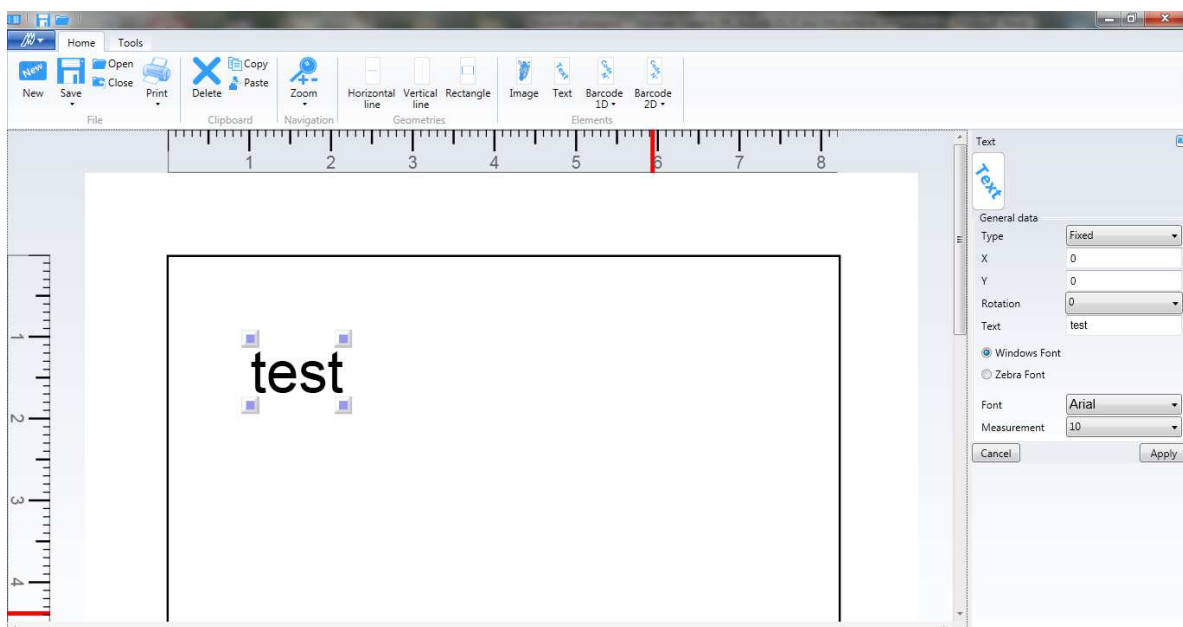 Home Tools
New Save Open Close Print Delete Copy Paste Zoom Horizontal line Vertical line Rectangle Image Text Barcode 1D Barcode 2D
File Clipboard Navigation Geometries Elements
1 2 3 4 5 6 7 8
Text
Text
General data
Type Fixed
X 0
Y 0
Rotation 0
Text test
Windows Font
Zebra Font
Font Arial
Measurement 10
Cancel Apply
test
1
2
3
4